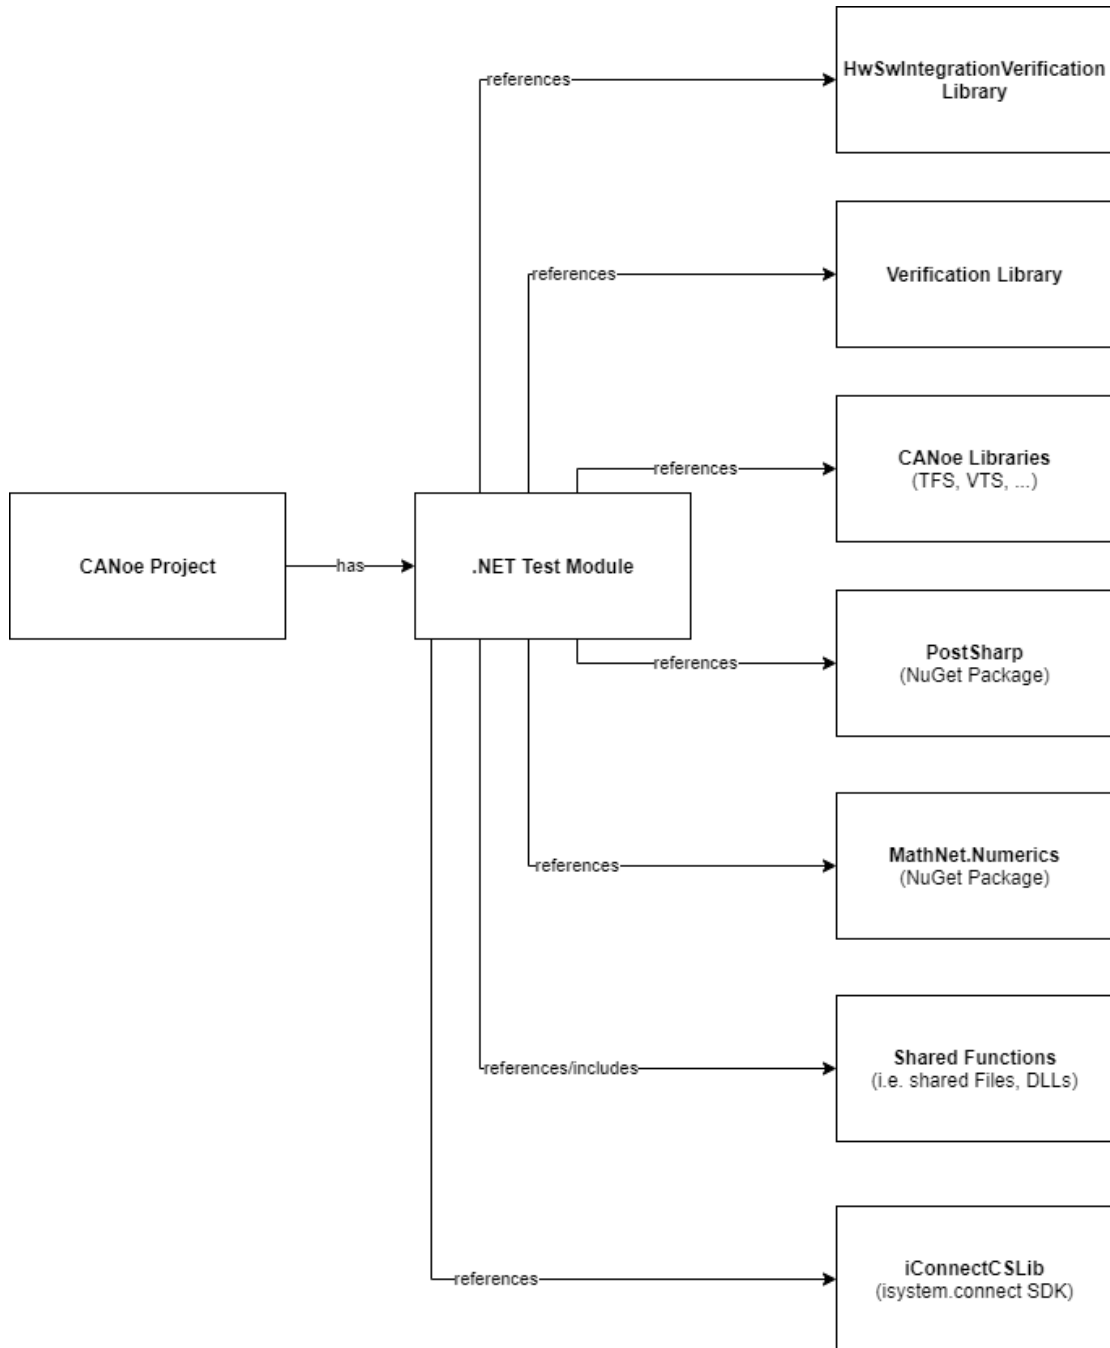 references
HwSwIntegrationVerification
Library
references
Verification Library
references
CANoe Libraries
(TFS, VTS, ...)
CANoe Project
has
.NET Test Module
references
PostSharp
(NuGet Package)
references
MathNet.Numerics
(NuGet Package)
references/includes
Shared Functions
(i.e. shared Files, DLLs)
references
iConnectCSLib
(isystem.connect SDK)